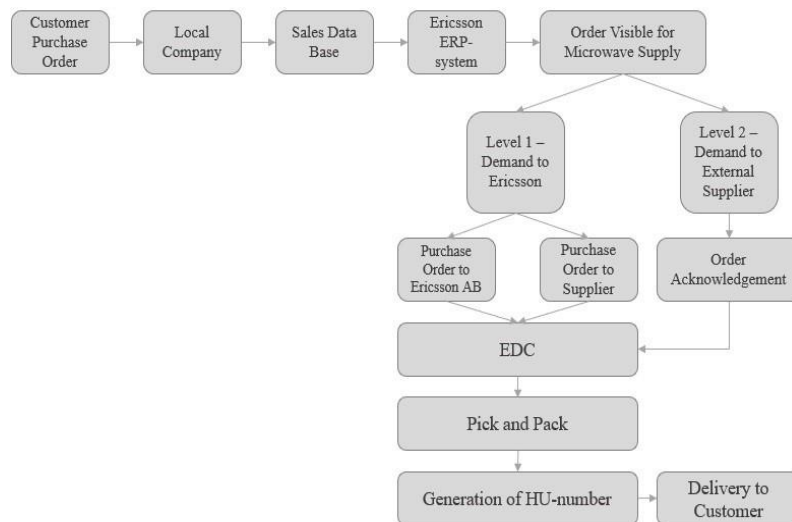 Customer
Purchase
Order
Local
Company
Sales Data
Base
Ericsson
ERP-
system
Order Visible for
Microwave Supply
Level 1 –
Demand to
Ericsson
Level 2 –
Demand to
External
Supplier
Purchase
Order to
Ericsson AB
Purchase
Order to
Supplier
Order
Acknowledgement
EDC
Pick and Pack
Generation of HU-number
Delivery to
Customer